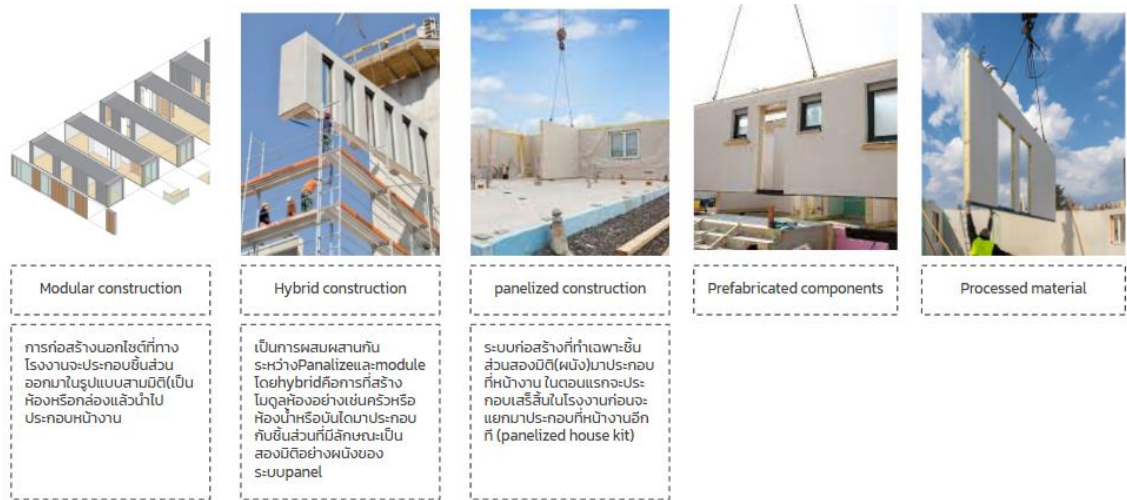 Modular construction
Hybrid construction
panelized construction
Prefabricated components
Processed material
การก่อสร้างนอกไซต์ที่ทาง
โรงงานจะประกอบชิ้นส่วน
ออกมาในรูปแบบสามมิติ(เป็น
ห้องหรือกล่องแล้วนำไป
ประกอบหน้างาน
เป็นการผสมผสานกัน
ระหว่างPanalizeและmodule
โดยhybridคือการที่สร้าง
โมดูลห้องอย่างเช่นครัวหรือ
ห้องน้ำหรือบันไดมาประกอบ
กับชิ้นส่วนที่มีลักษณะเป็น
สองมิติอย่างผนังของ
ระบบpanel
ระบบก่อสร้างที่ทำเฉพาะชิ้น
ส่วนสองมิติ(ผนัง)มาประกอบ
ที่หน้างาน ในตอนแรกจะประ
กอบเสร็สิ้นในโรงงานก่อนจะ
แยกมาประกอบที่หน้างานอีก
ที (panelized house kit)